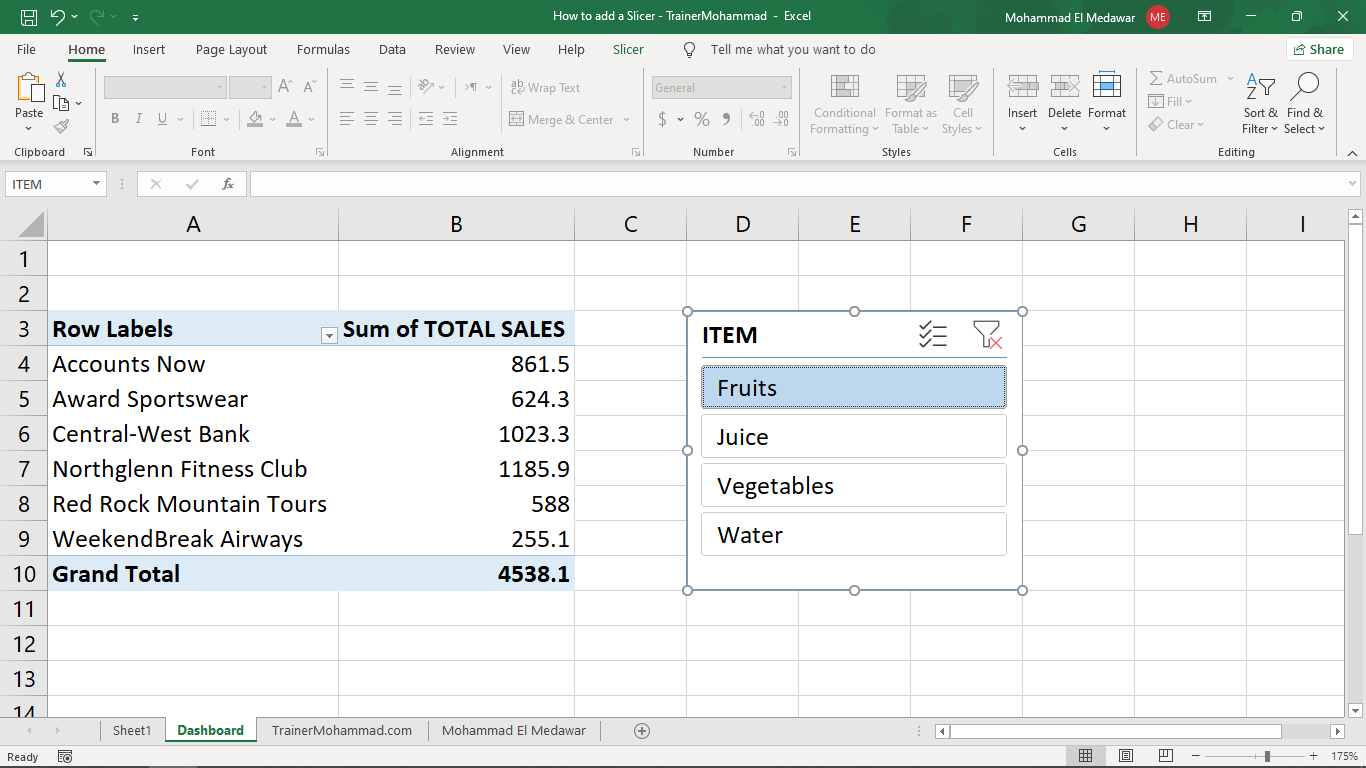 How to add a Slicer - TrainerMohammad - Excel
Mohammad El Medawar ME
File Home Insert Page Layout Formulas Data Review View Help Slicer Tell me what you want to do Share
Paste
B I U A A A
Wrap Text
Merge & Center
General
$ % 9
Conditional Formatting
Format as Table
Cell Styles
Insert Delete Format
AutoSum
Fill
Clear
Sort & Filter
Find & Select
Clipboard Font Alignment Number Styles Cells Editing
ITEM fx
A B C D E F G H I
1
2
3 Row Labels Sum of TOTAL SALES
4 Accounts Now 861.5
5 Award Sportswear 624.3
6 Central-West Bank 1023.3
7 Northglenn Fitness Club 1185.9
8 Red Rock Mountain Tours 588
9 WeekendBreak Airways 255.1
10 Grand Total 4538.1
11
12
13
14
ITEM
Fruits
Juice
Vegetables
Water
Sheet1 Dashboard TrainerMohammad.com Mohammad El Medawar
Ready 175%